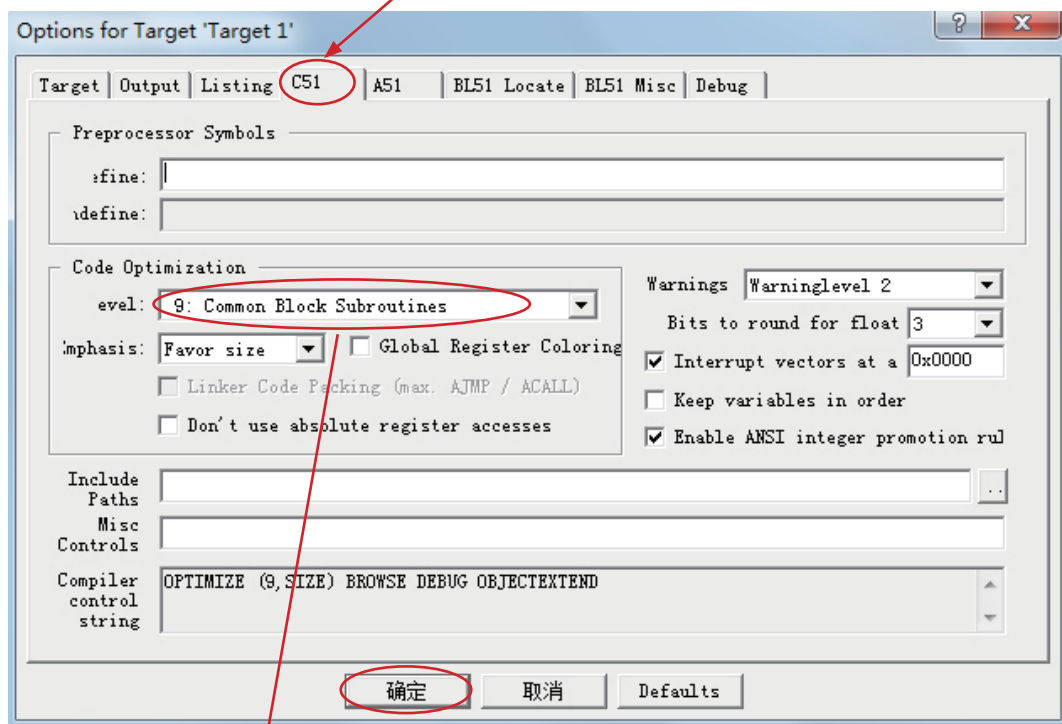 Options for Target 'Target 1'
Target Output Listing C51 A51 BL51 Locate BL51 Misc Debug
Preprocessor Symbols
efine:
define:
Code Optimization
evel: 9: Common Block Subroutines
mphasis: Favor size Global Register Coloring
Linker Code Packing (max. AJMP / ACALL)
Don't use absolute register accesses
Warnings Warninglevel 2
Bits to round for float 3
Interrupt vectors at a 0x0000
Keep variables in order
Enable ANSI integer promotion rul
Include
Paths
..
Misc
Controls
Compiler
control
string
OPTIMIZE (9,SIZE) BROWSE DEBUG OBJECTEXTEND
确定 取消 Defaults